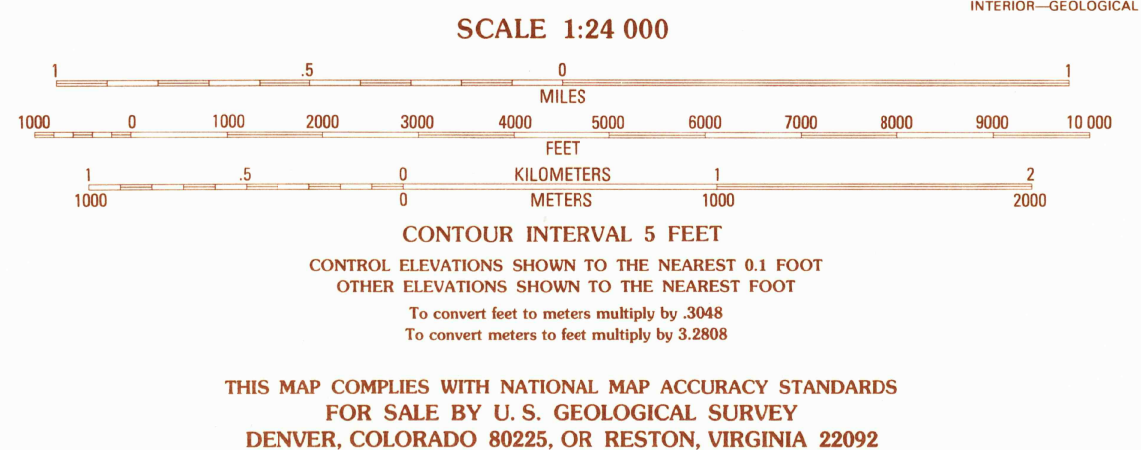 INTERIOR—GEOLOGICAL
SCALE 1:24 000
1 .5 0 1
MILES
1000 0 1000 2000 3000 4000 5000 6000 7000 8000 9000 10 000
FEET
1 .5 0 KILOMETERS 1 2
1000 0 METERS 1000 2000
CONTOUR INTERVAL 5 FEET
CONTROL ELEVATIONS SHOWN TO THE NEAREST 0.1 FOOT
OTHER ELEVATIONS SHOWN TO THE NEAREST FOOT
To convert feet to meters multiply by .3048
To convert meters to feet multiply by 3.2808
THIS MAP COMPLIES WITH NATIONAL MAP ACCURACY STANDARDS
FOR SALE BY U. S. GEOLOGICAL SURVEY
DENVER, COLORADO 80225, OR RESTON, VIRGINIA 22092